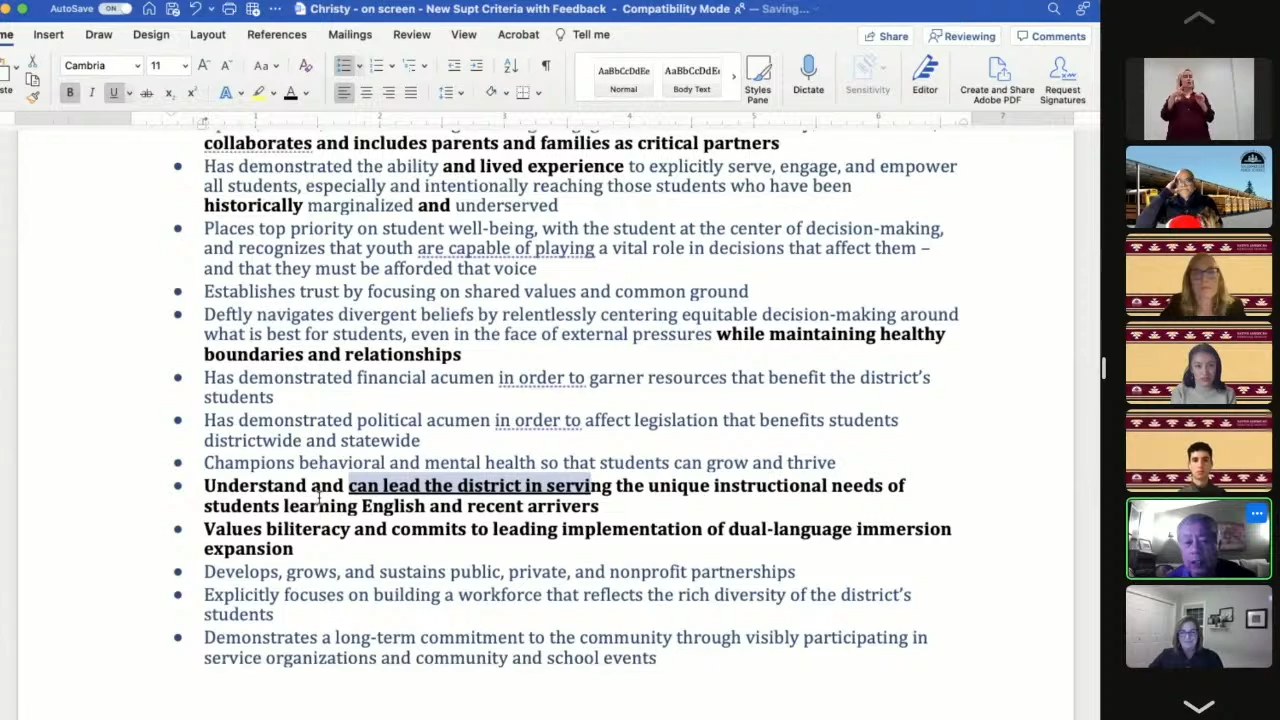 AutoSave ON
Christy - on screen - New Supt Criteria with Feedback - Compatibility Mode
Saving...
me Insert Draw Design Layout References Mailings Review View Acrobat Tell me
Share Reviewing Comments
Cambria 11
AaBbCcDdEe AaBbCcDdEe
Normal Body Text
Styles Pane
Dictate
Sensitivity
Editor
Create and Share Adobe PDF
Request Signatures
1 2 3 4 5 6 7
collaborates and includes parents and families as critical partners
• Has demonstrated the ability and lived experience to explicitly serve, engage, and empower
all students, especially and intentionally reaching those students who have been
historically marginalized and underserved
• Places top priority on student well-being, with the student at the center of decision-making,
and recognizes that youth are capable of playing a vital role in decisions that affect them –
and that they must be afforded that voice
• Establishes trust by focusing on shared values and common ground
• Deftly navigates divergent beliefs by relentlessly centering equitable decision-making around
what is best for students, even in the face of external pressures while maintaining healthy
boundaries and relationships
• Has demonstrated financial acumen in order to garner resources that benefit the district's
students
• Has demonstrated political acumen in order to affect legislation that benefits students
districtwide and statewide
• Champions behavioral and mental health so that students can grow and thrive
• Understand and can lead the district in serving the unique instructional needs of
students learning English and recent arrivers
• Values biliteracy and commits to leading implementation of dual-language immersion
expansion
• Develops, grows, and sustains public, private, and nonprofit partnerships
• Explicitly focuses on building a workforce that reflects the rich diversity of the district's
students
• Demonstrates a long-term commitment to the community through visibly participating in
service organizations and community and school events